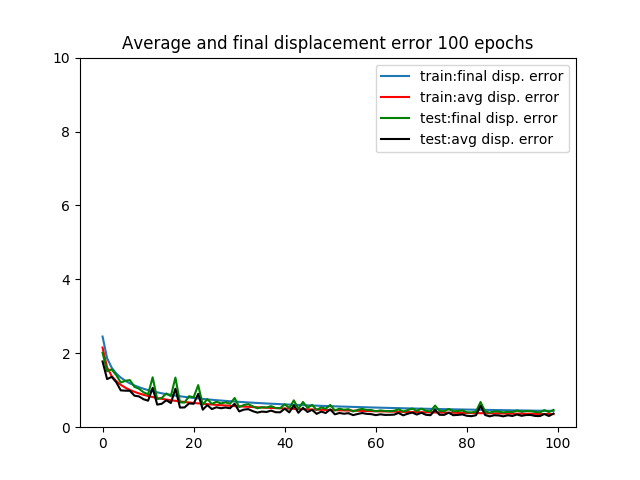 Average and final displacement error 100 epochs
10
8
6
4
2
0
train:final disp. error
train:avg disp. error
test:final disp. error
test:avg disp. error
0 20 40 60 80 100